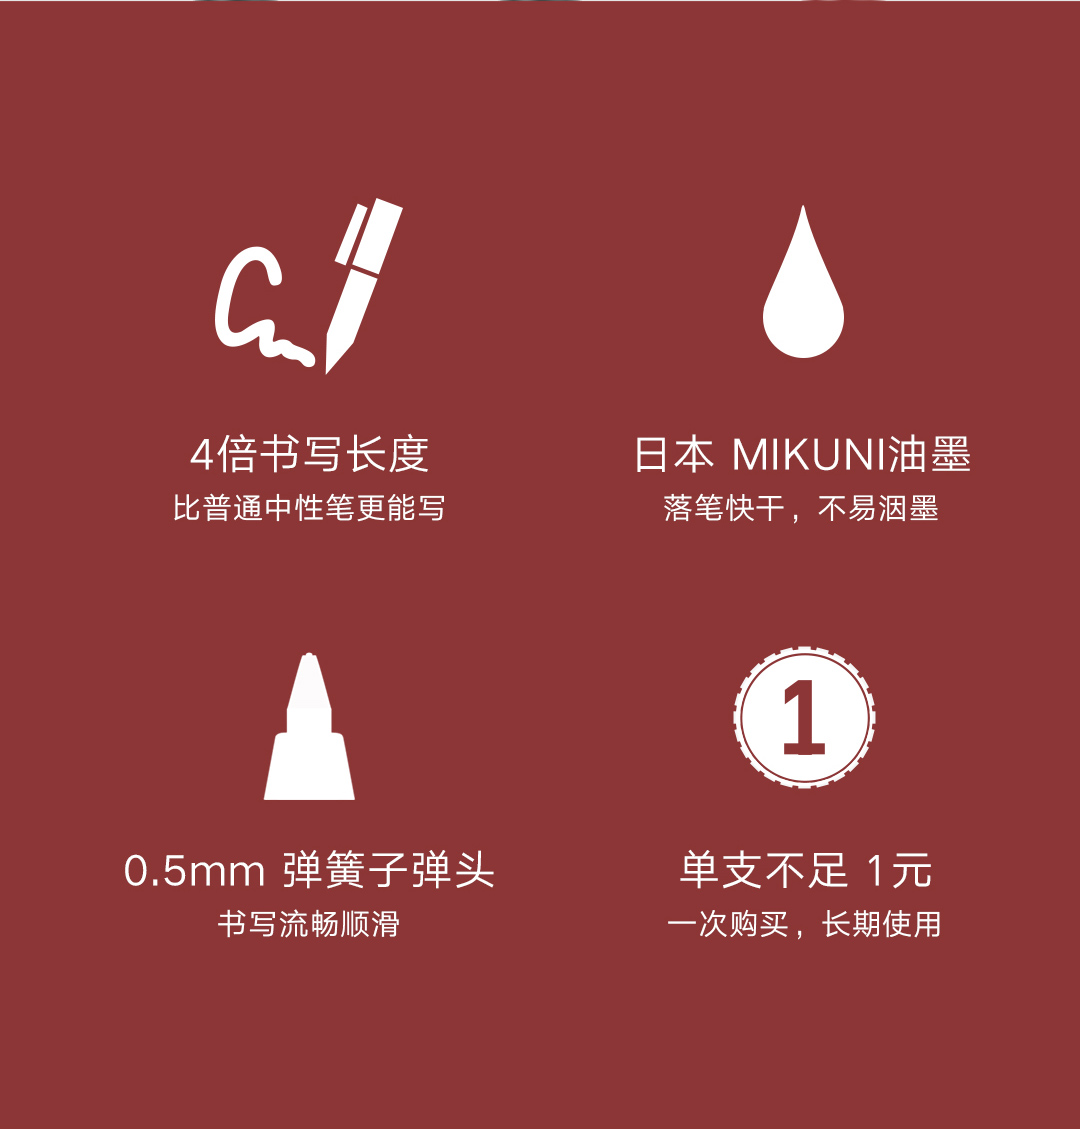 4倍书写长度
比普通中性笔更能写
日本 MIKUNI油墨
落笔快干，不易洇墨
0.5mm 弹簧子弹头
书写流畅顺滑
1
单支不足 1元
一次购买，长期使用